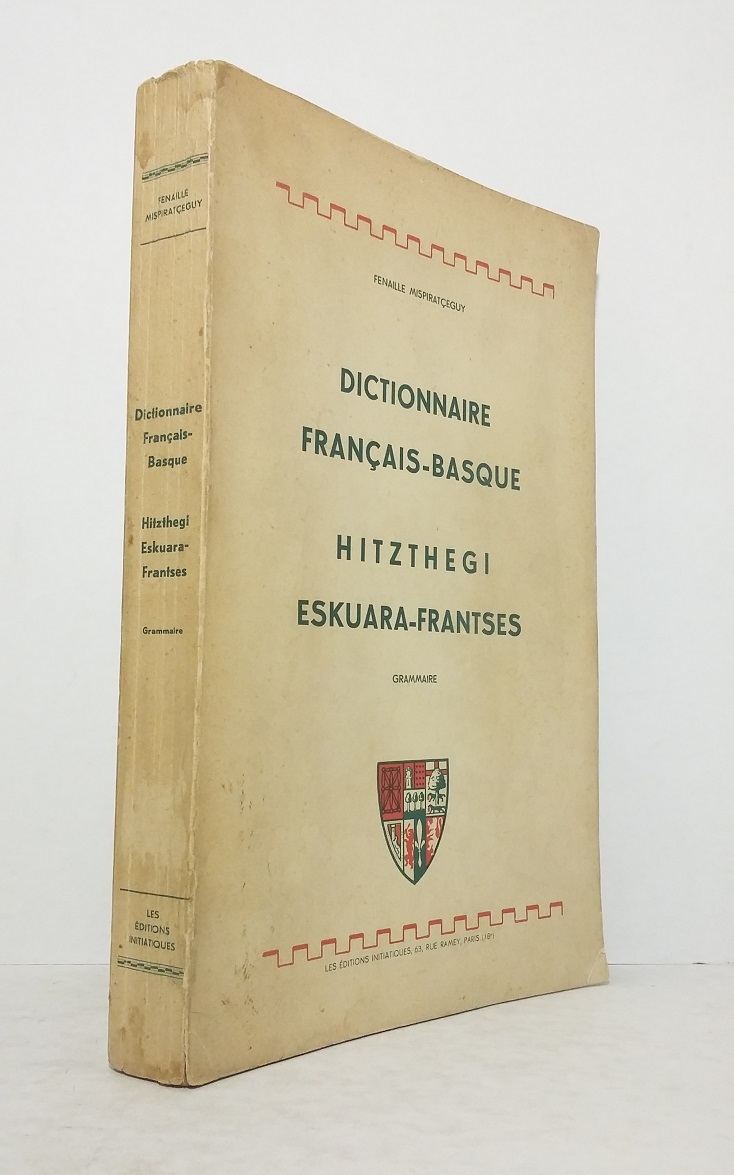 FENAILLE
MISPIRATÇEGUY
Dictionnaire
Français-
Basque
Hitzthegi
Eskuara-
Frantses
Grammaire
LES
ÉDITIONS
INITIATIQUES
FENAILLE MISPIRATÇEGUY
DICTIONNAIRE
FRANÇAIS-BASQUE
HITZTHEGI
ESKUARA-FRANTSES
GRAMMAIRE
LES ÉDITIONS INITIATIQUES, 63, RUE RAMEY, PARIS (18ᵉ)